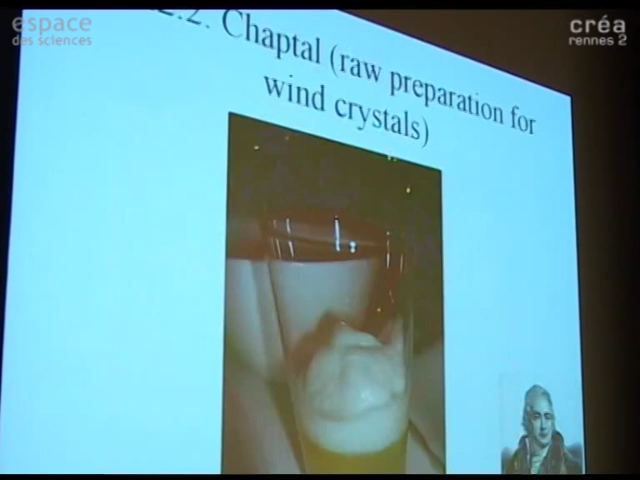 espace
des sciences
créa
rennes 2
2.2. Chaptal (raw preparation for
wind crystals)